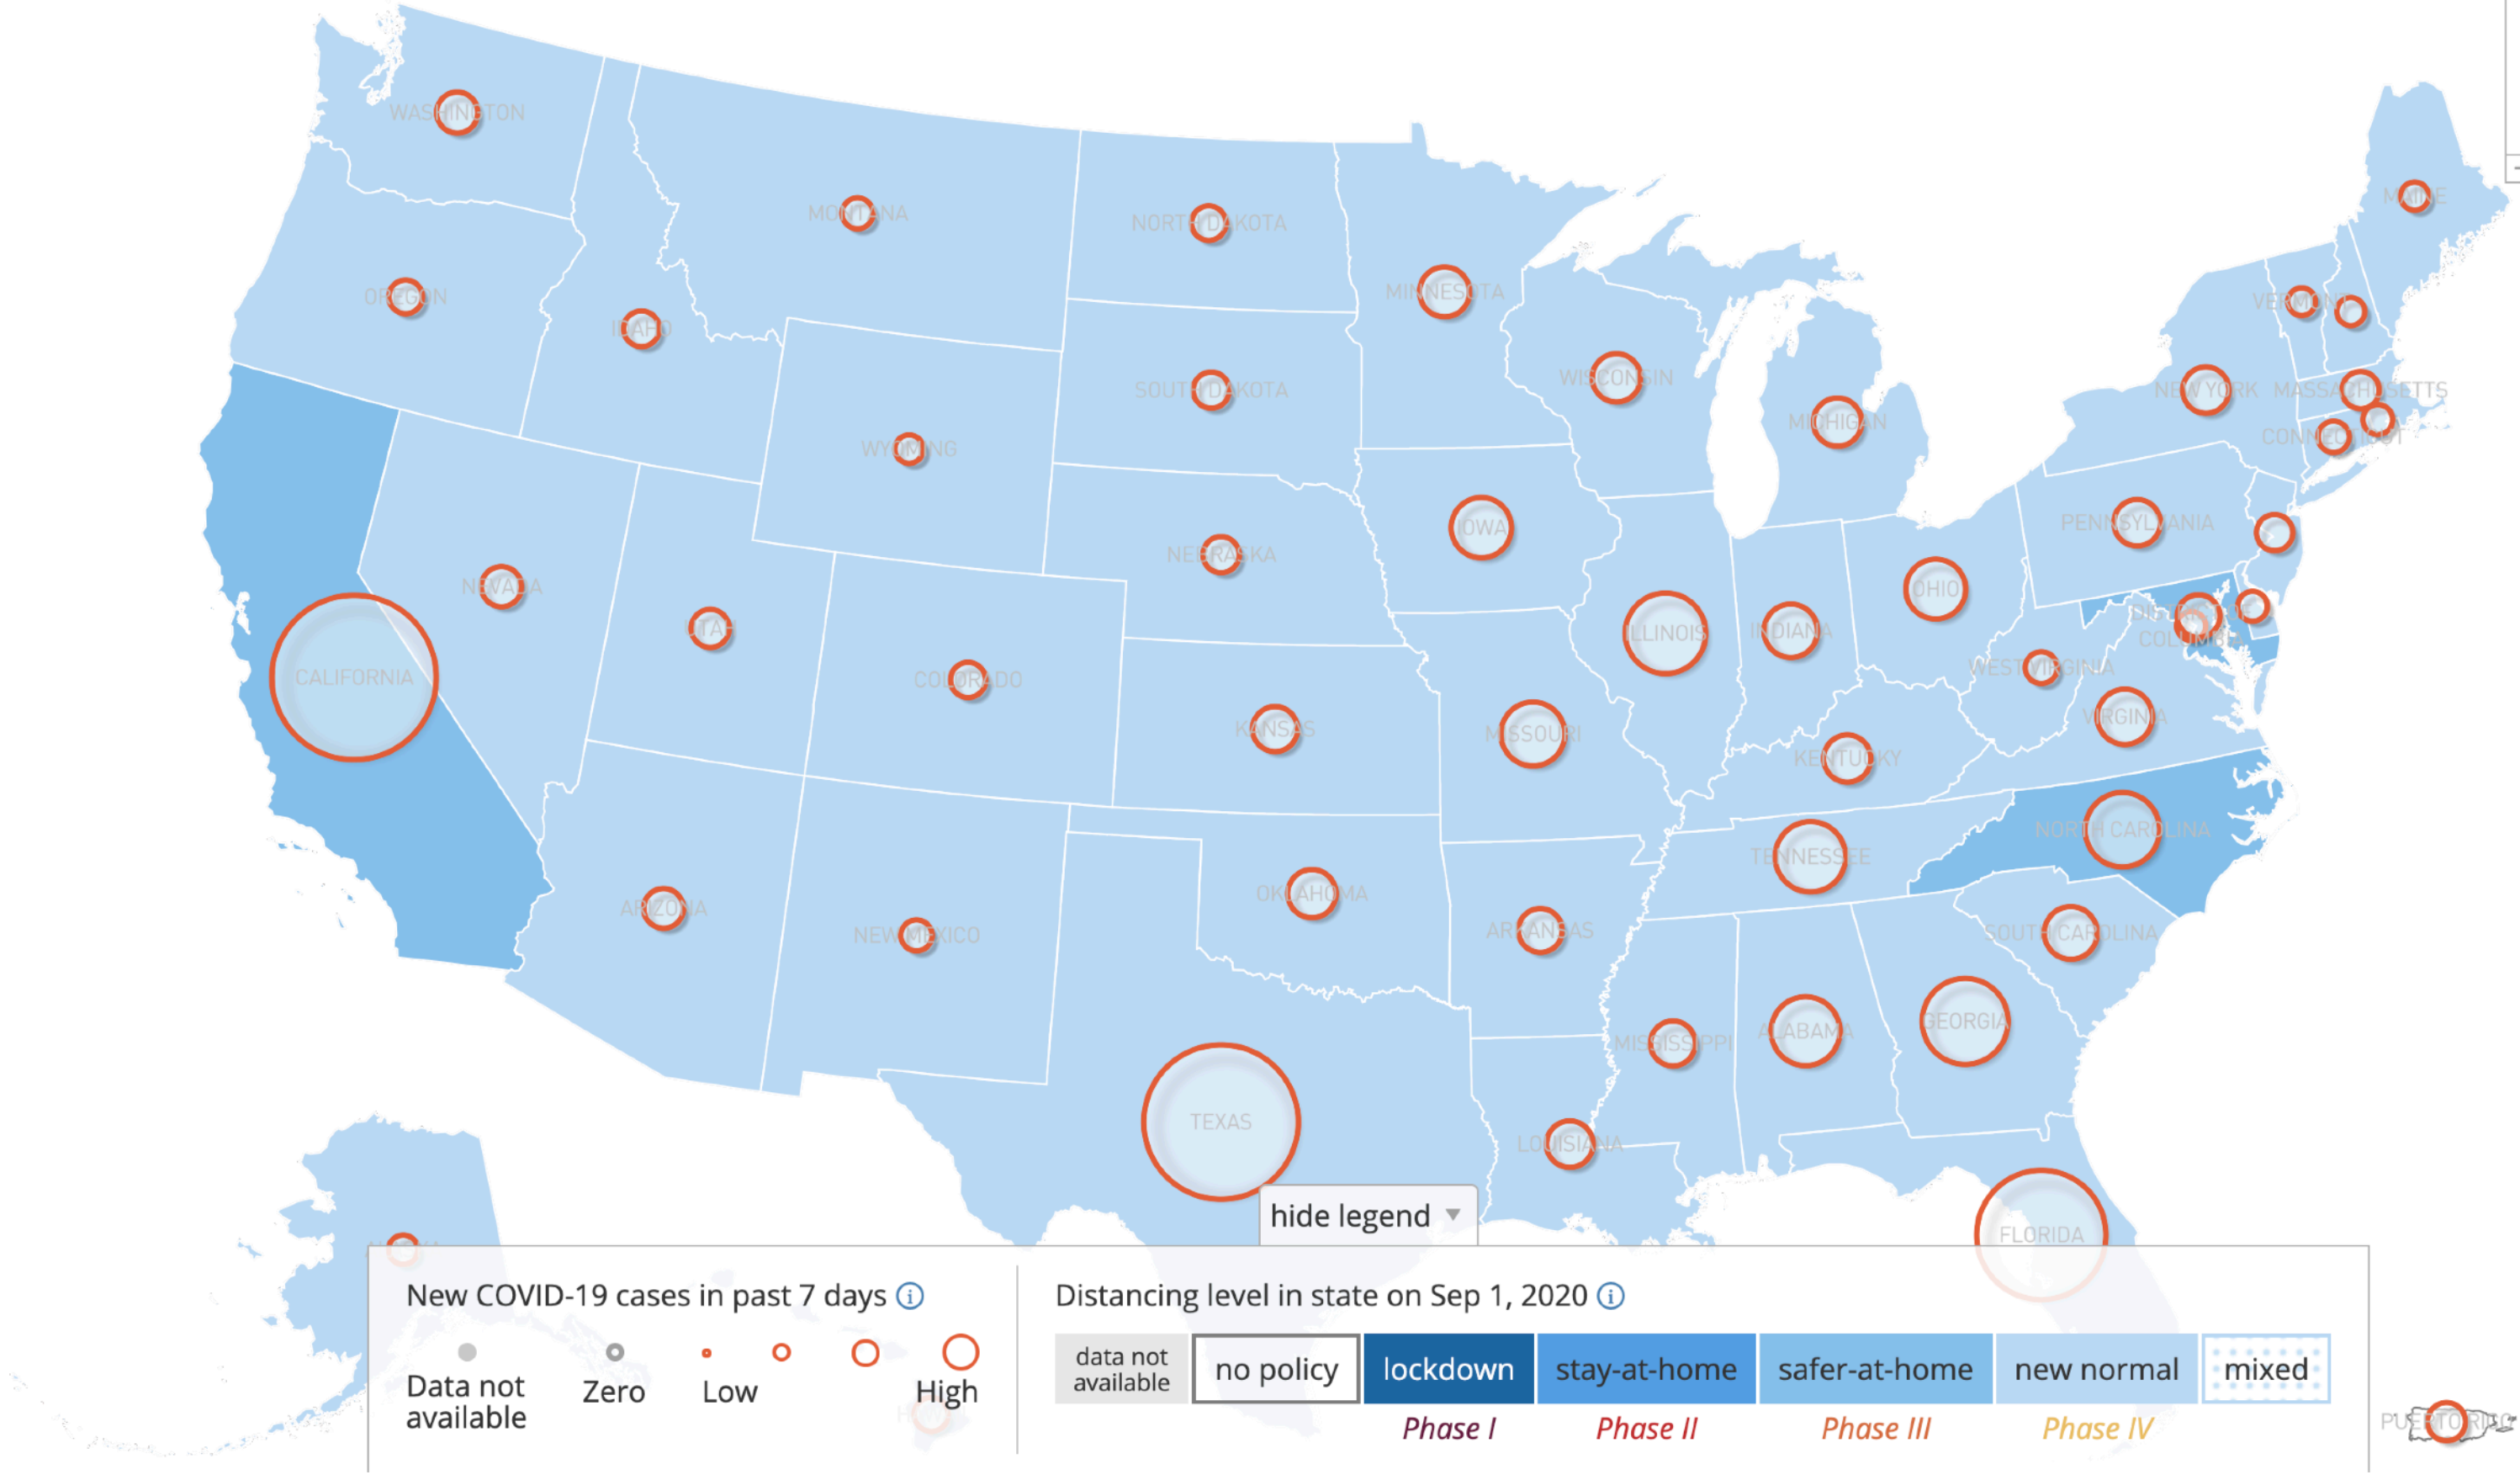 WASHINGTON
MONTANA
NORTH DAKOTA
MINNESOTA
MAINE
OREGON
IDAHO
VERMONT
SOUTH DAKOTA
WISCONSIN
MICHIGAN
NEW YORK
MASSACHUSETTS
CONNECTICUT
WYOMING
IOWA
PENNSYLVANIA
NEBRASKA
NEVADA
OHIO
UTAH
ILLINOIS
INDIANA
DISTRICT OF
COLUMBIA
CALIFORNIA
COLORADO
WEST VIRGINIA
VIRGINIA
KANSAS
MISSOURI
KENTUCKY
NORTH CAROLINA
TENNESSEE
OKLAHOMA
ARIZONA
NEW MEXICO
ARKANSAS
SOUTH CAROLINA
GEORGIA
MISSISSIPPI
ALABAMA
TEXAS
LOUISIANA
FLORIDA
hide legend
New COVID-19 cases in past 7 days
Data not
available
Zero
Low
High
Distancing level in state on Sep 1, 2020
data not
available
no policy
lockdown
stay-at-home
safer-at-home
new normal
mixed
Phase I
Phase II
Phase III
Phase IV
PUERTO RICO